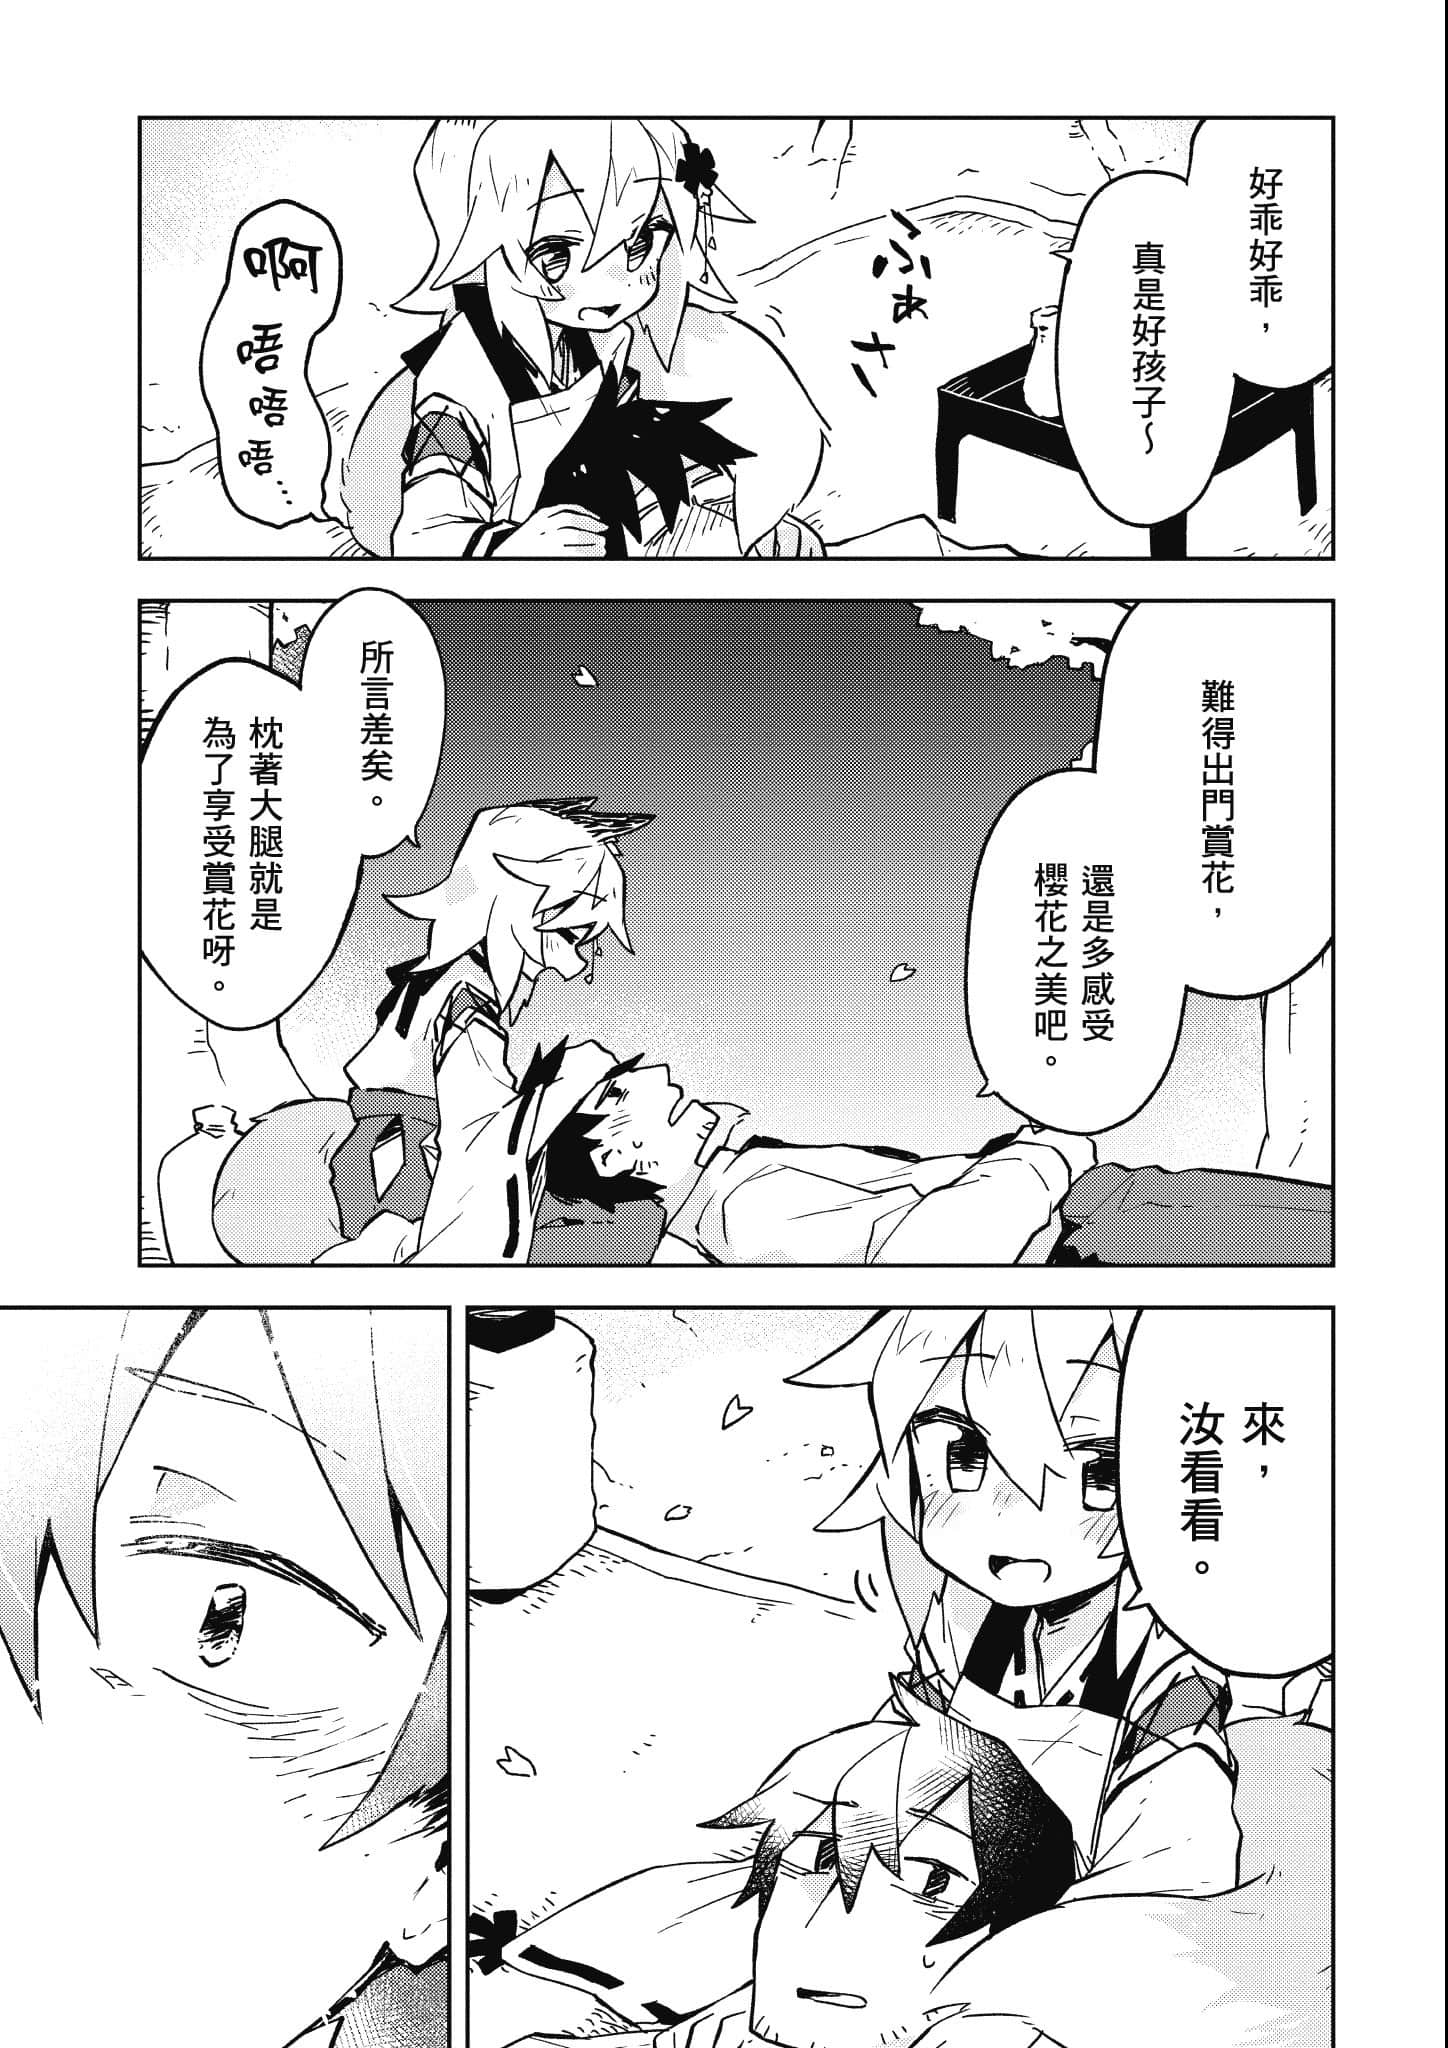 好乖好乖，
真是好孩子～
ふぁさ
啊
唔
唔
唔…
難得出門賞花，
還是多感受
櫻花之美吧。
所言差矣。
枕著大腿就是
為了享受賞花呀。
來，
汝看看。